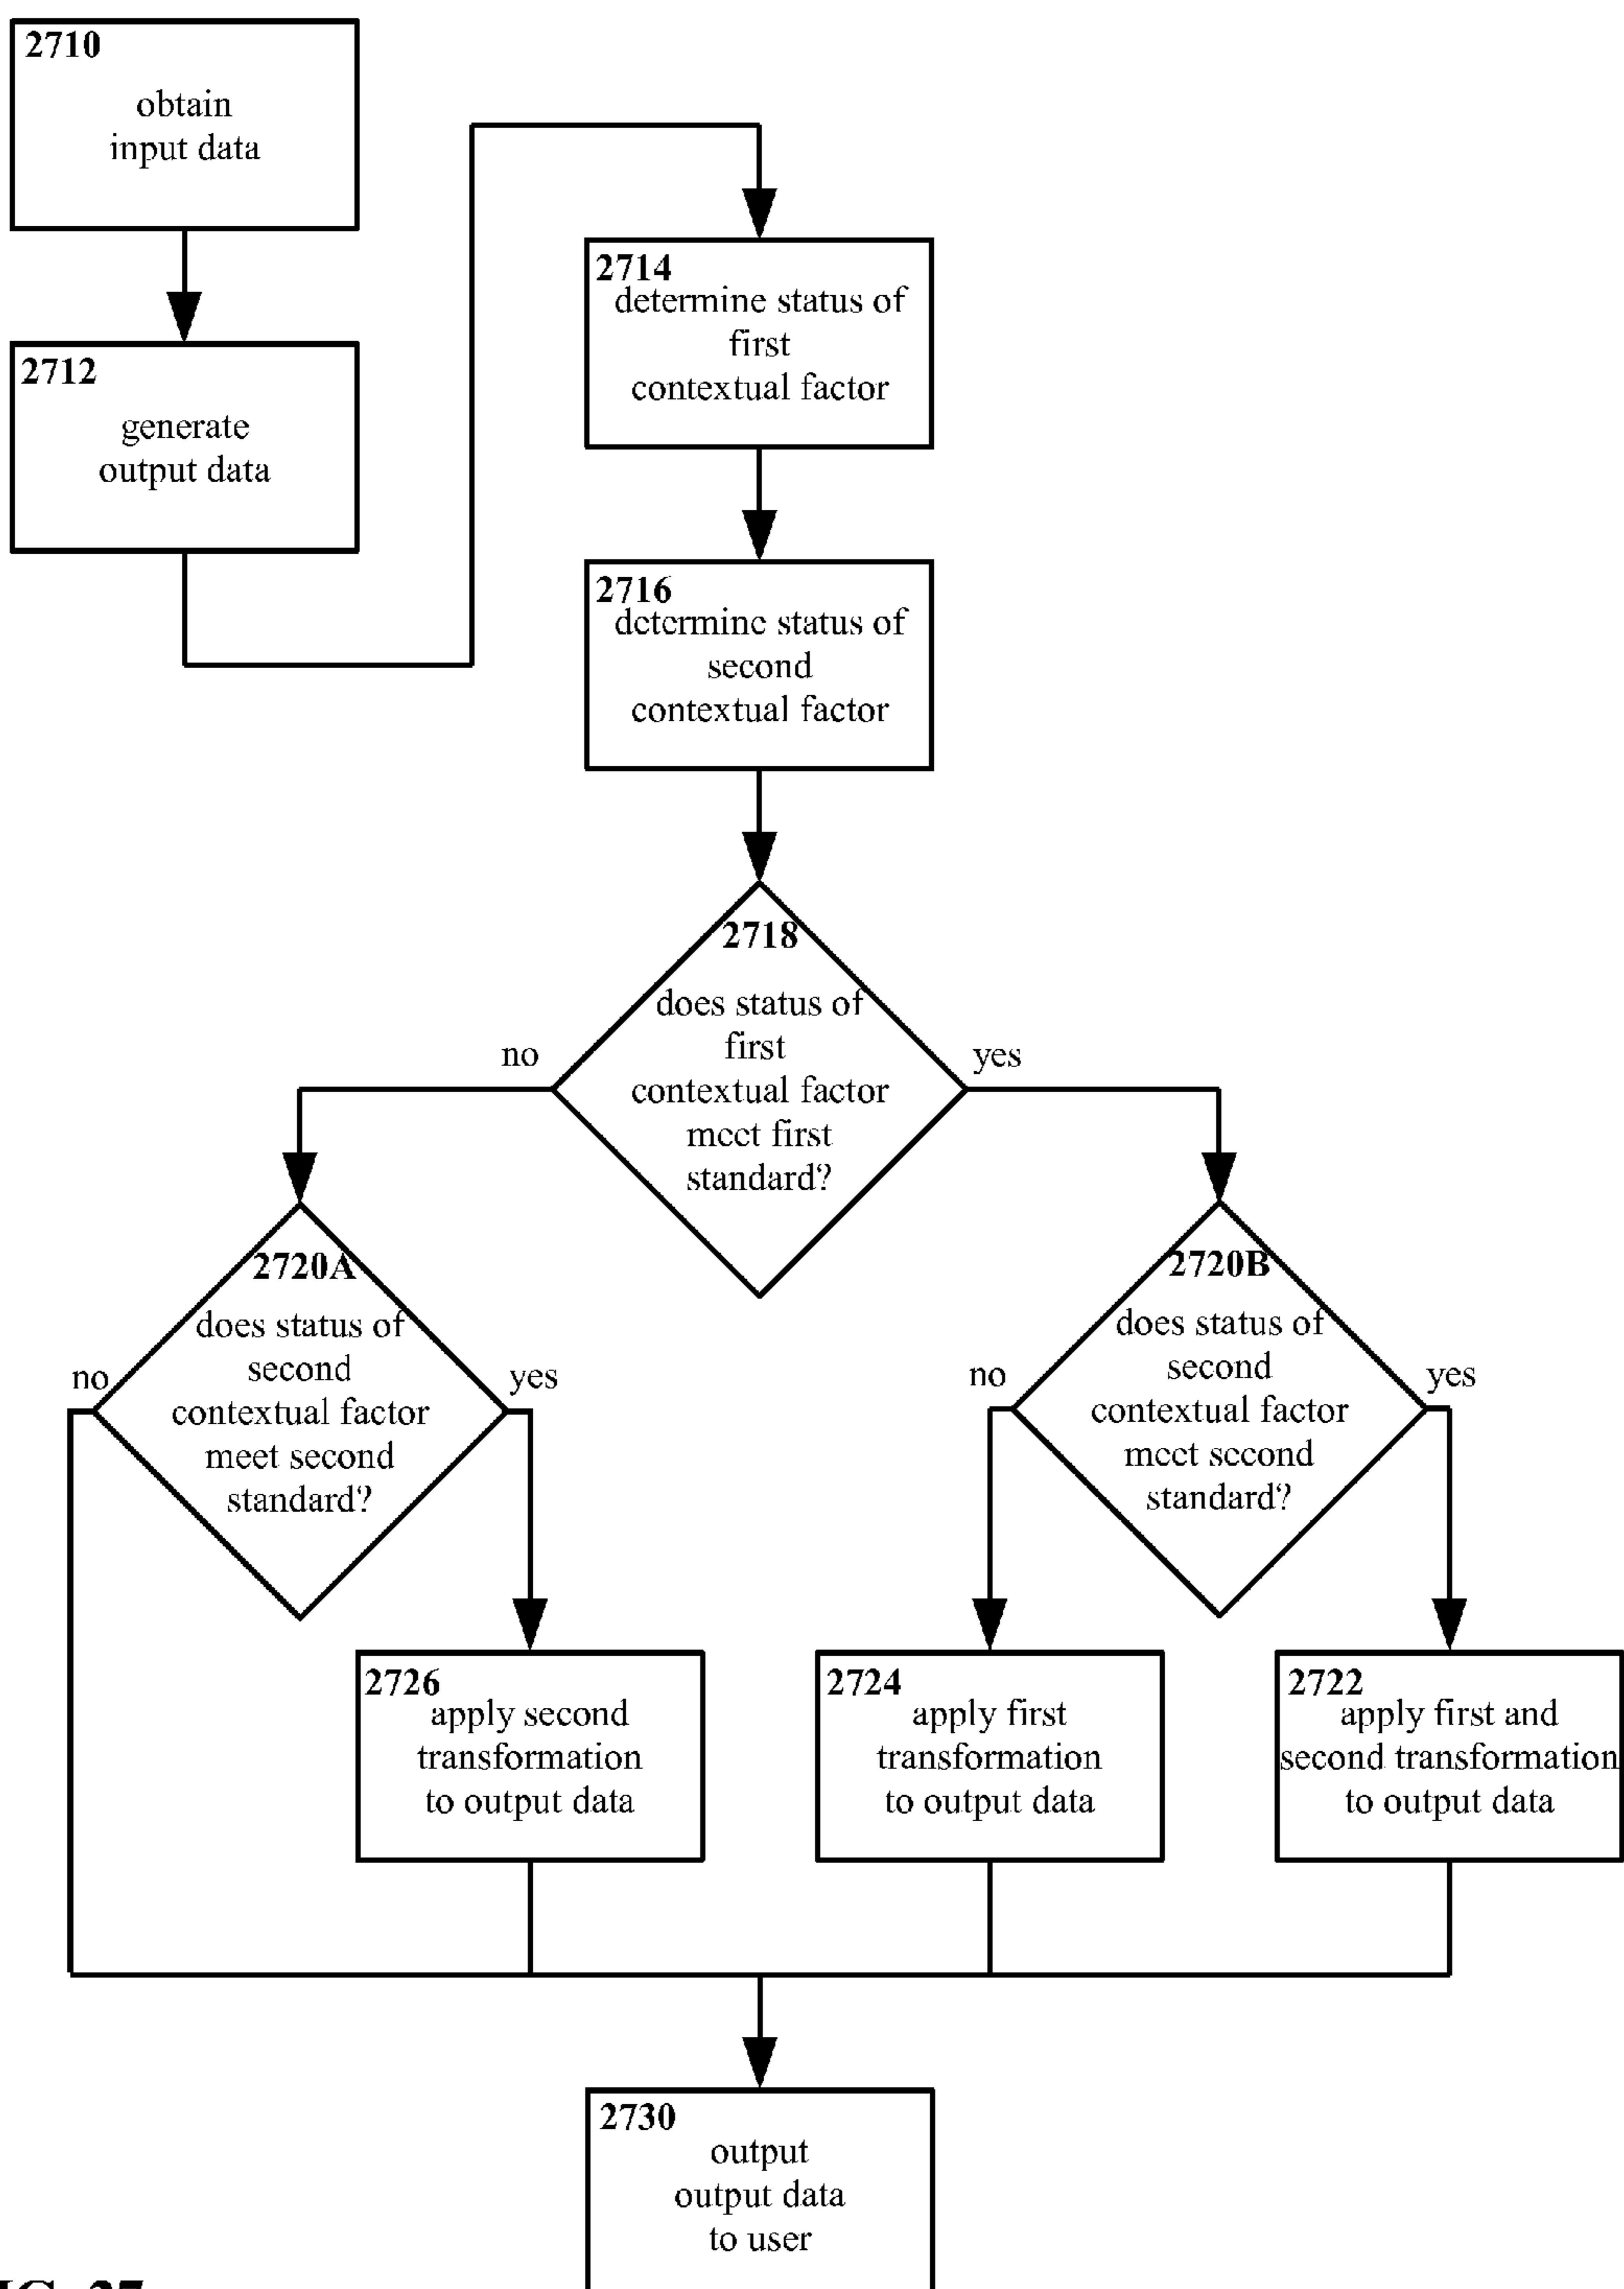 2710
obtain
input data
2712
generate
output data
2714
determine status of
first
contextual factor
2716
determine status of
second
contextual factor
2718
does status of
first
contextual factor
meet first
standard?
no
yes
2720A
does status of
second
contextual factor
meet second
standard?
no
yes
2720B
does status of
second
contextual factor
meet second
standard?
no
yes
2726
apply second
transformation
to output data
2724
apply first
transformation
to output data
2722
apply first and
second transformation
to output data
2730
output
output data
to user